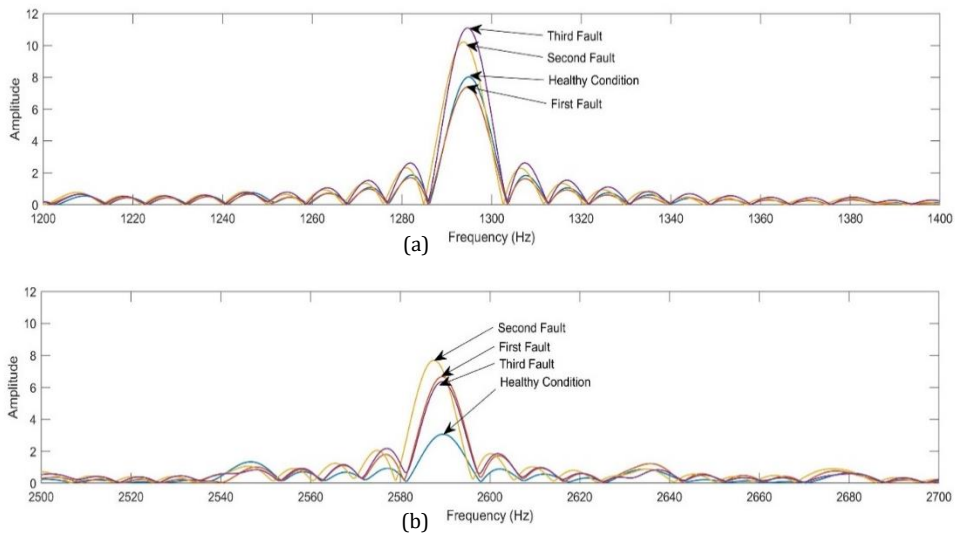 12
10
8
6
4
2
0
Amplitude
Third Fault
Second Fault
Healthy Condition
First Fault
1200 1220 1240 1260 1280 1300 1320 1340 1360 1380 1400
Frequency (Hz)
(a)
12
10
8
6
4
2
0
Amplitude
Second Fault
First Fault
Third Fault
Healthy Condition
2500 2520 2540 2560 2580 2600 2620 2640 2660 2680 2700
Frequency (Hz)
(b)